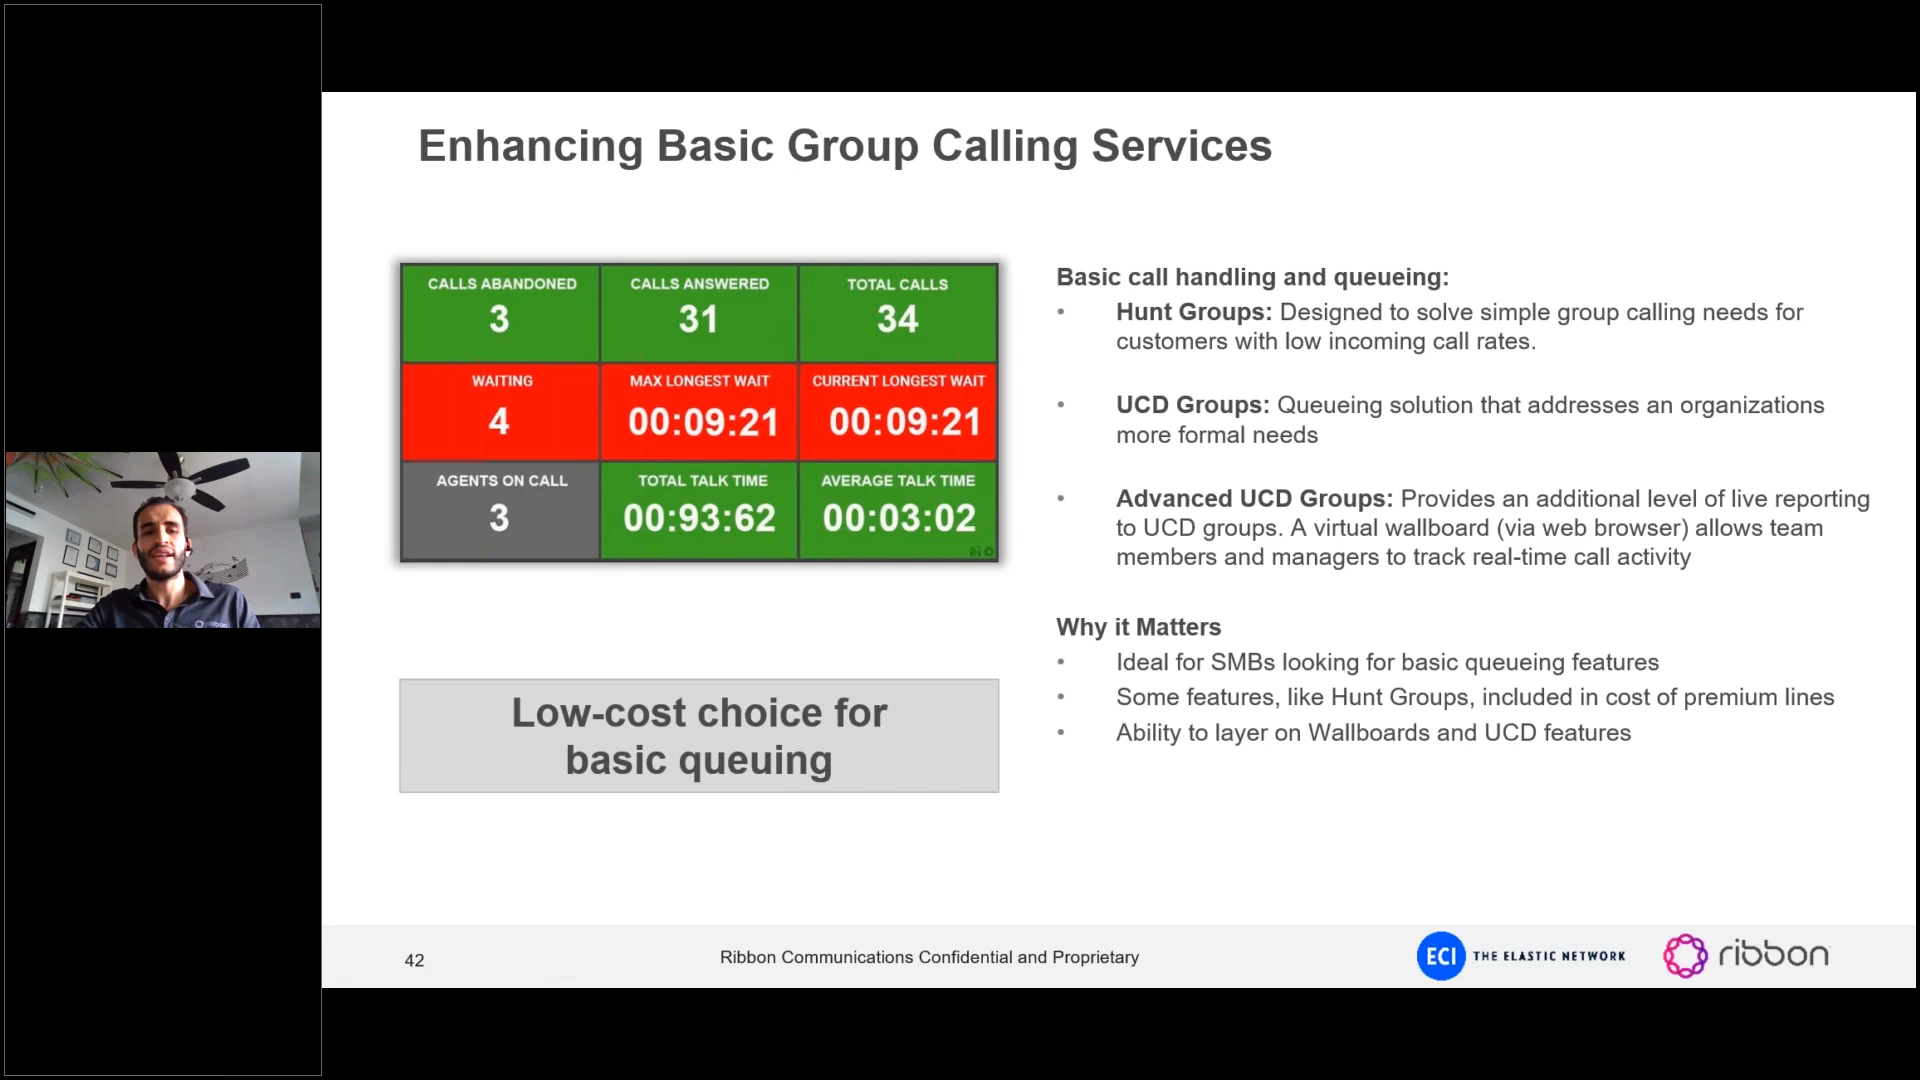 Enhancing Basic Group Calling Services
CALLS ABANDONED
3
CALLS ANSWERED
31
TOTAL CALLS
34
WAITING
4
MAX LONGEST WAIT
00:09:21
CURRENT LONGEST WAIT
00:09:21
AGENTS ON CALL
3
TOTAL TALK TIME
00:93:62
AVERAGE TALK TIME
00:03:02
Low-cost choice for
basic queuing
Basic call handling and queueing:
• Hunt Groups: Designed to solve simple group calling needs for
customers with low incoming call rates.
• UCD Groups: Queueing solution that addresses an organizations
more formal needs
• Advanced UCD Groups: Provides an additional level of live reporting
to UCD groups. A virtual wallboard (via web browser) allows team
members and managers to track real-time call activity
Why it Matters
• Ideal for SMBs looking for basic queueing features
• Some features, like Hunt Groups, included in cost of premium lines
• Ability to layer on Wallboards and UCD features
ribbon
42
Ribbon Communications Confidential and Proprietary
ECI THE ELASTIC NETWORK
ribbon